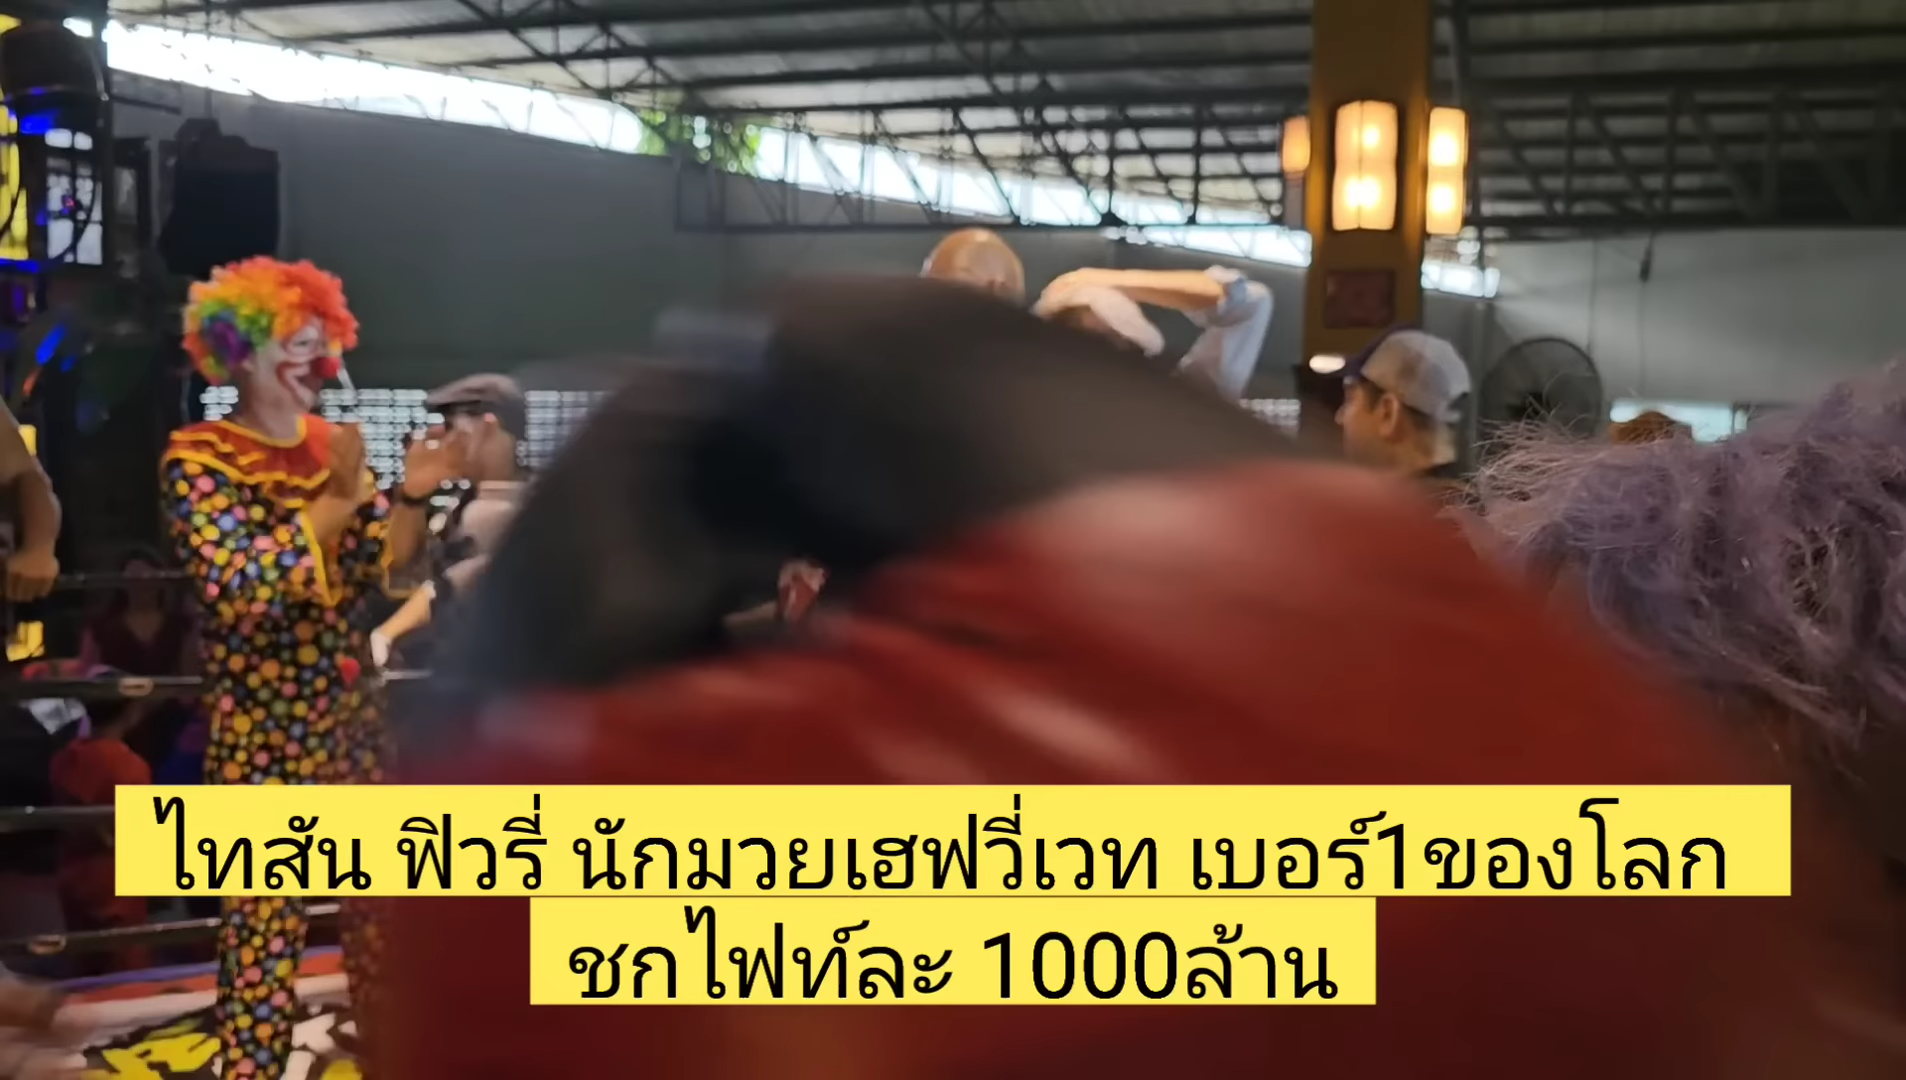 ไทสัน ฟิวรี่ นักมวยเฮฟวี่เวท เบอร์1ของโลก
ชกไฟท์ละ 1000ล้าน